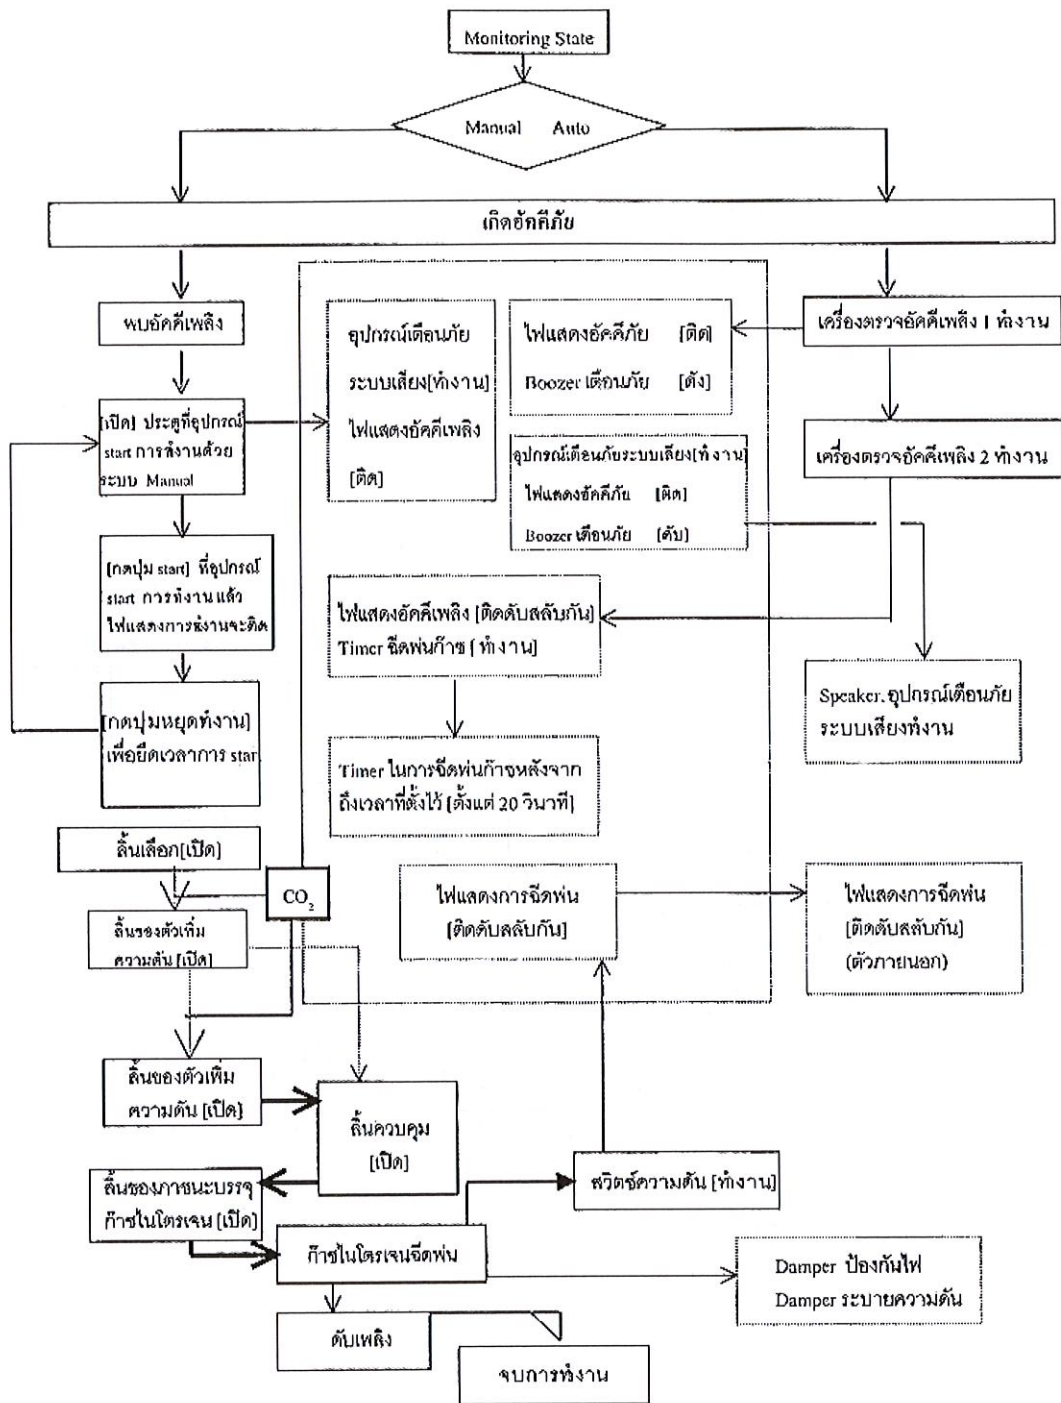 Monitoring State
Manual Auto
เกิดอัคคีภัย
พบอัคคีเพลิง
อุปกรณ์เตือนภัย
ระบบเสียง[ทำงาน]
ไฟแสดงอัคคีเพลิง
[ติด]
ไฟแสดงอัคคีภัย [ติด]
Boozer เตือนภัย [ดัง]
เครื่องตรวจอัคคีเพลิง 1 ทำงาน
[เปิด] ประตูที่อุปกรณ์
start การทำงานด้วย
ระบบ Manual
อุปกรณ์เตือนภัยระบบเสียง[ทำงาน]
ไฟแสดงอัคคีภัย [ติด]
Boozer เตือนภัย [ดับ]
เครื่องตรวจอัคคีเพลิง 2 ทำงาน
[กดปุ่ม start] ที่อุปกรณ์
start การทำงาน แล้ว
ไฟแสดงการทำงานจะติด
ไฟแสดงอัคคีเพลิง [ติดดับสลับกัน]
Timer ฉีดพ่นก๊าซ [ทำงาน]
Speaker. อุปกรณ์เตือนภัย
ระบบเสียงทำงาน
[กดปุ่มหยุดทำงาน]
เพื่อยืดเวลาการ star
Timer ในการฉีดพ่นก๊าซหลังจาก
ถึงเวลาที่ตั้งไว้ [ตั้งแต่ 20 วินาที]
ลิ้นเลือก[เปิด]
CO2
ลิ้นของตัวเพิ่ม
ความดัน [เปิด]
ไฟแสดงการฉีดพ่น
[ติดดับสลับกัน]
ไฟแสดงการฉีดพ่น
[ติดดับสลับกัน]
(ตัวภายนอก)
ลิ้นของตัวเพิ่ม
ความดัน [เปิด]
ลิ้นควบคุม
[เปิด]
ลิ้นของภาชนะบรรจุ
ก๊าซไนโตรเจน [เปิด]
สวิตซ์ความดัน [ทำงาน]
ก๊าซไนโตรเจนฉีดพ่น
Damper ป้องกันไฟ
Damper ระบายความดัน
ดับเพลิง
จบการทำงาน